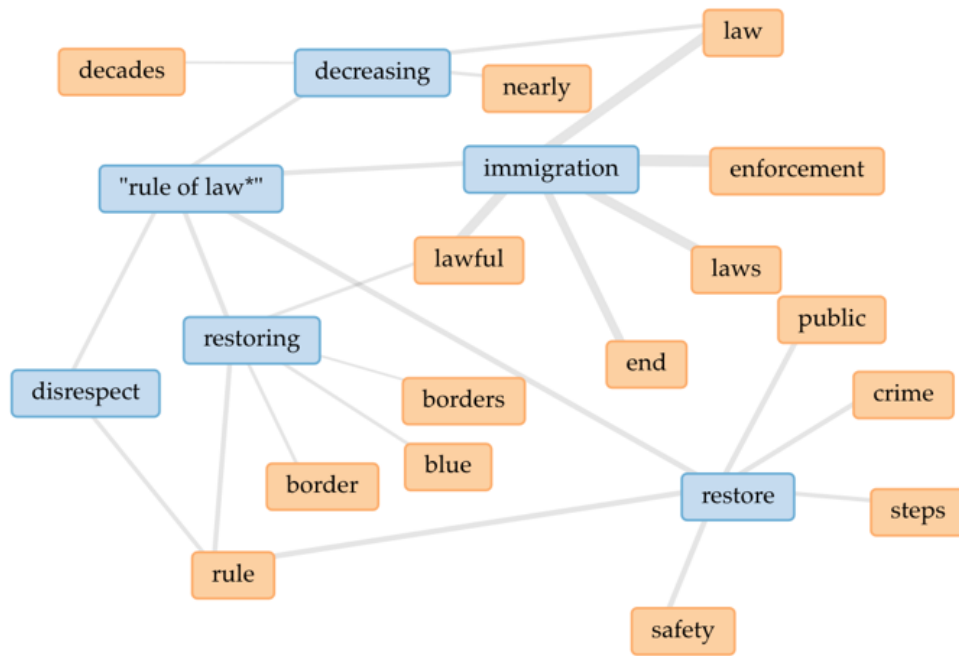 law
decades
decreasing
nearly
immigration
enforcement
"rule of law*"
lawful
laws
public
restoring
end
disrespect
borders
crime
blue
border
restore
steps
rule
safety